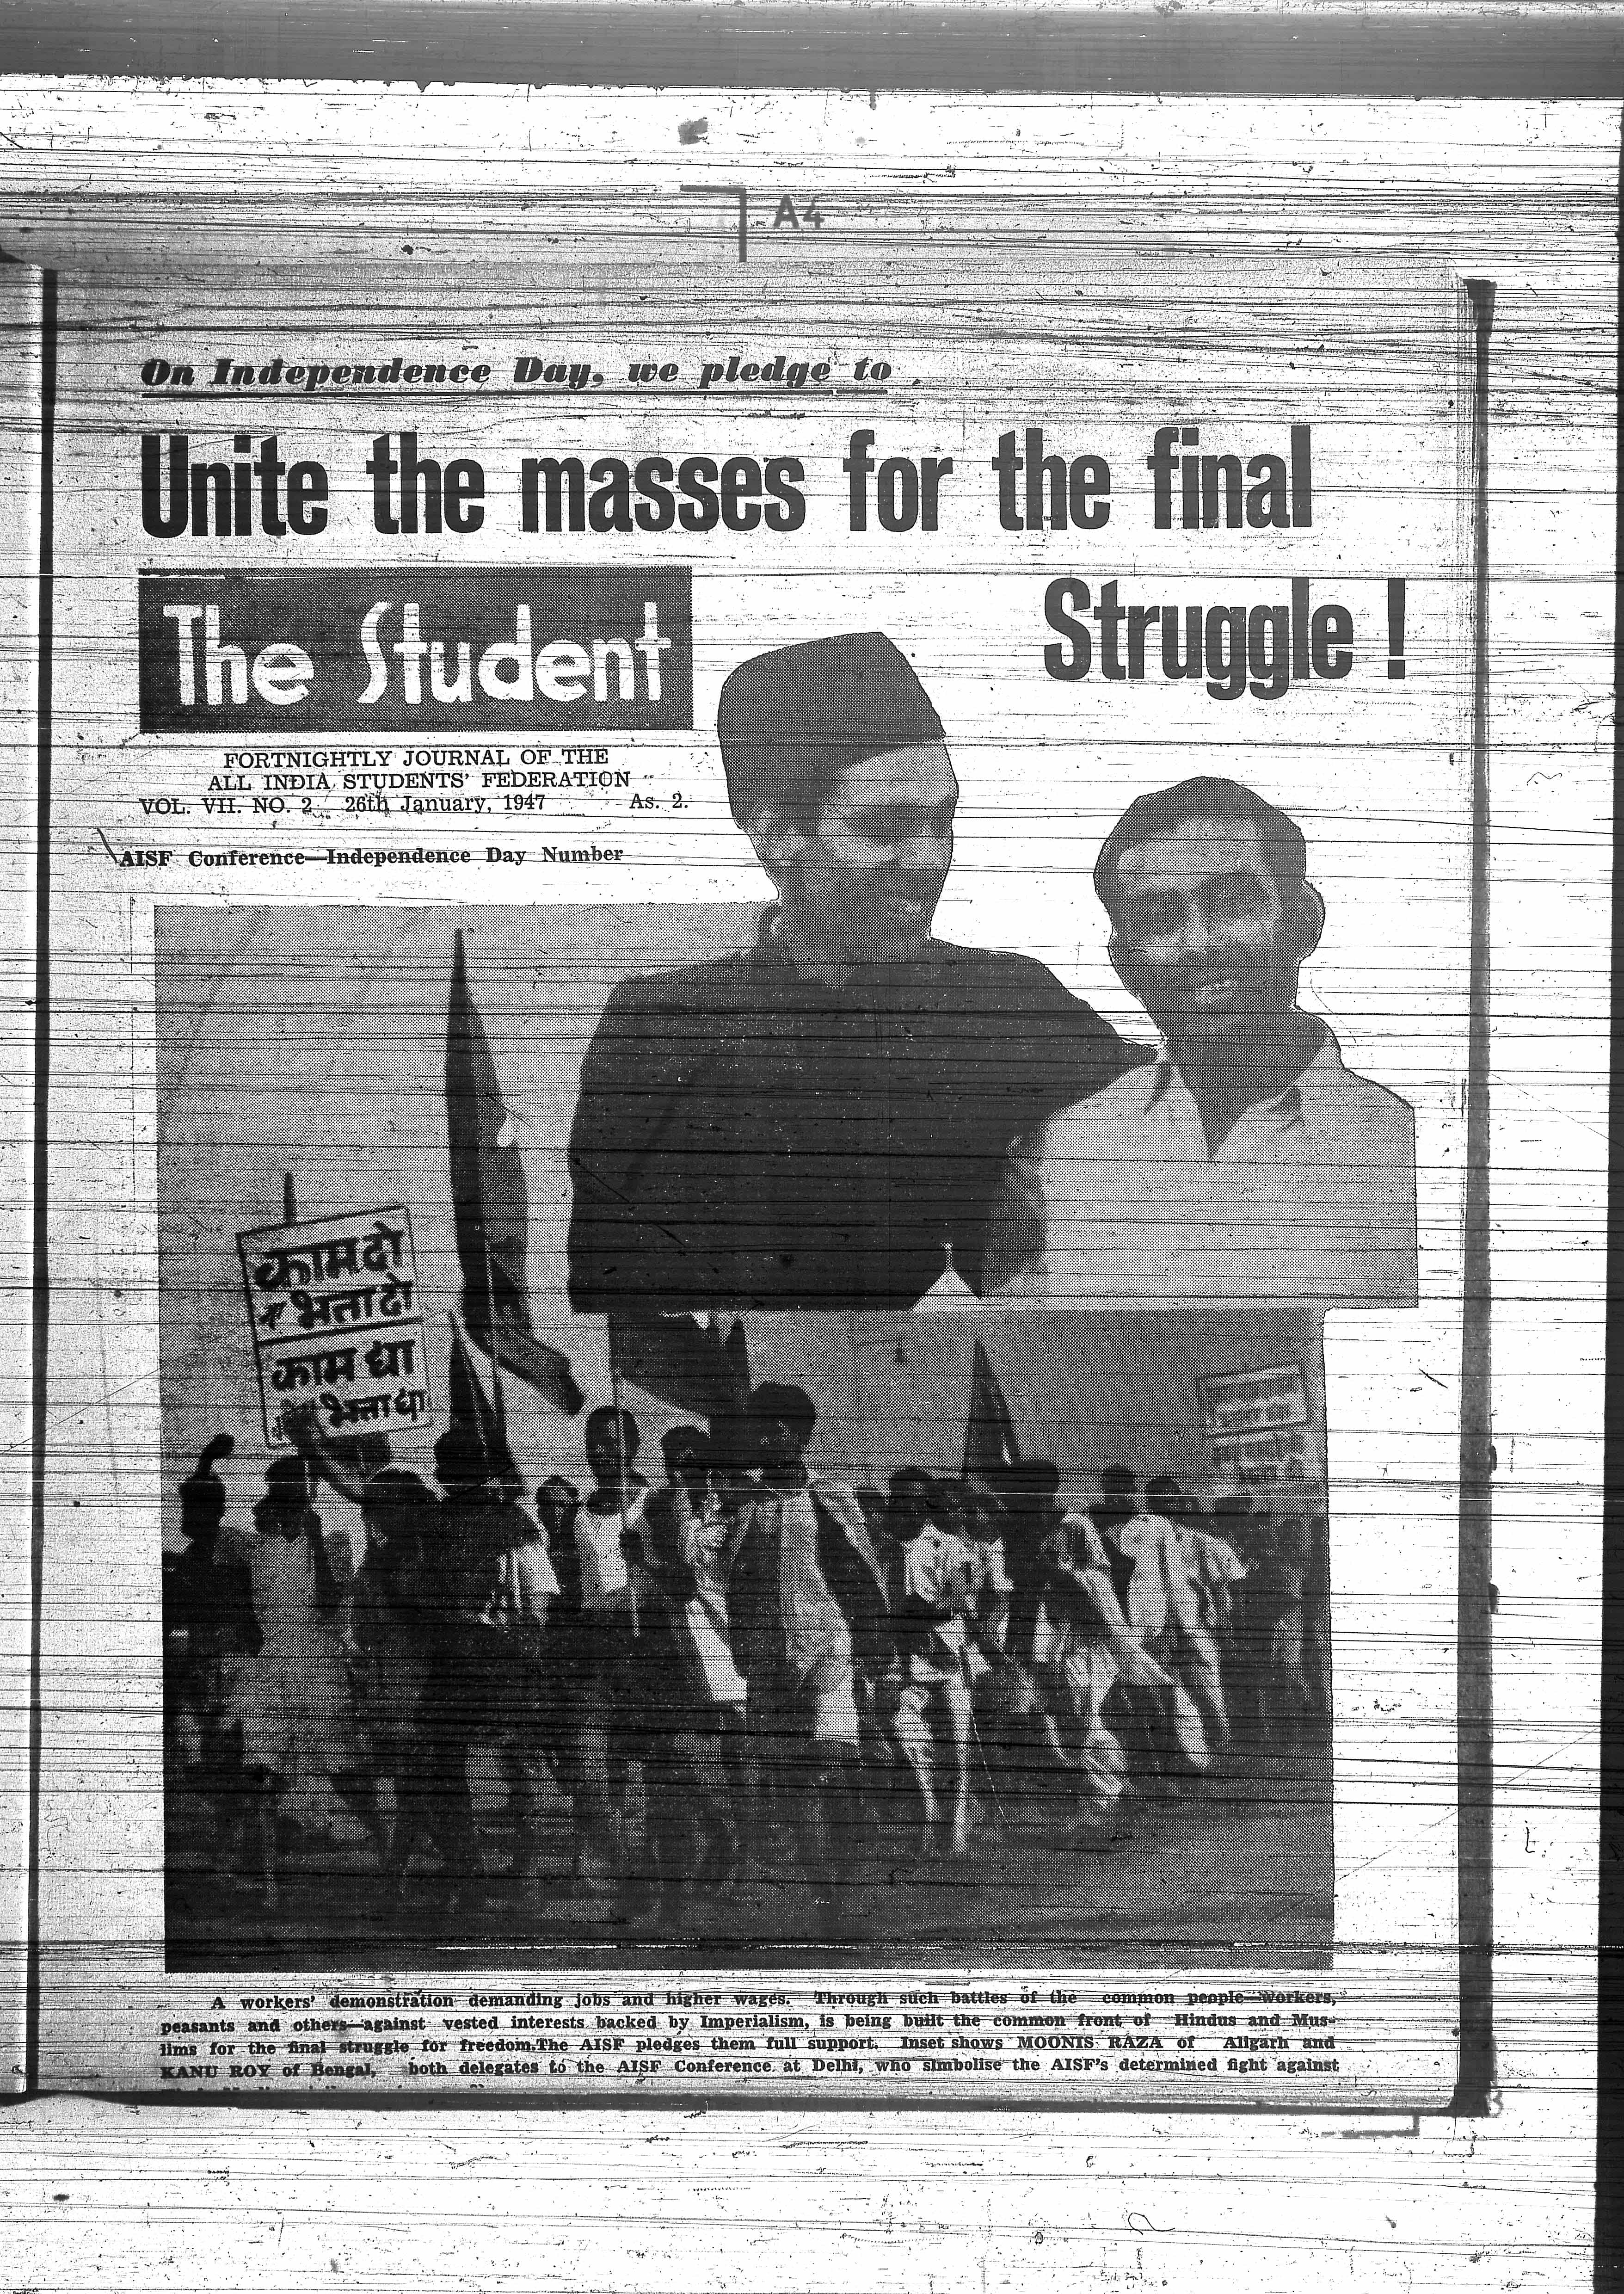 A4
On Independence Day, we pledge to
Unite the masses for the final
Struggle !
The Student
FORTNIGHTLY JOURNAL OF THE
ALL INDIA STUDENTS' FEDERATION
VOL. VII. NO. 2 26th January, 1947 As. 2.
AISF Conference—Independence Day Number
काम दो
भत्ता दो
काम द्या
भत्ता द्या
A workers' demonstration demanding jobs and higher wages. Through such battles of the common people—workers,
peasants and others—against vested interests backed by Imperialism, is being built the common front of Hindus and Mus-
lims for the final struggle for freedom.The AISF pledges them full support. Inset shows MOONIS RAZA of Aligarh and
KANU ROY of Bengal, both delegates to the AISF Conference at Delhi, who simbolise the AISF's determined fight against